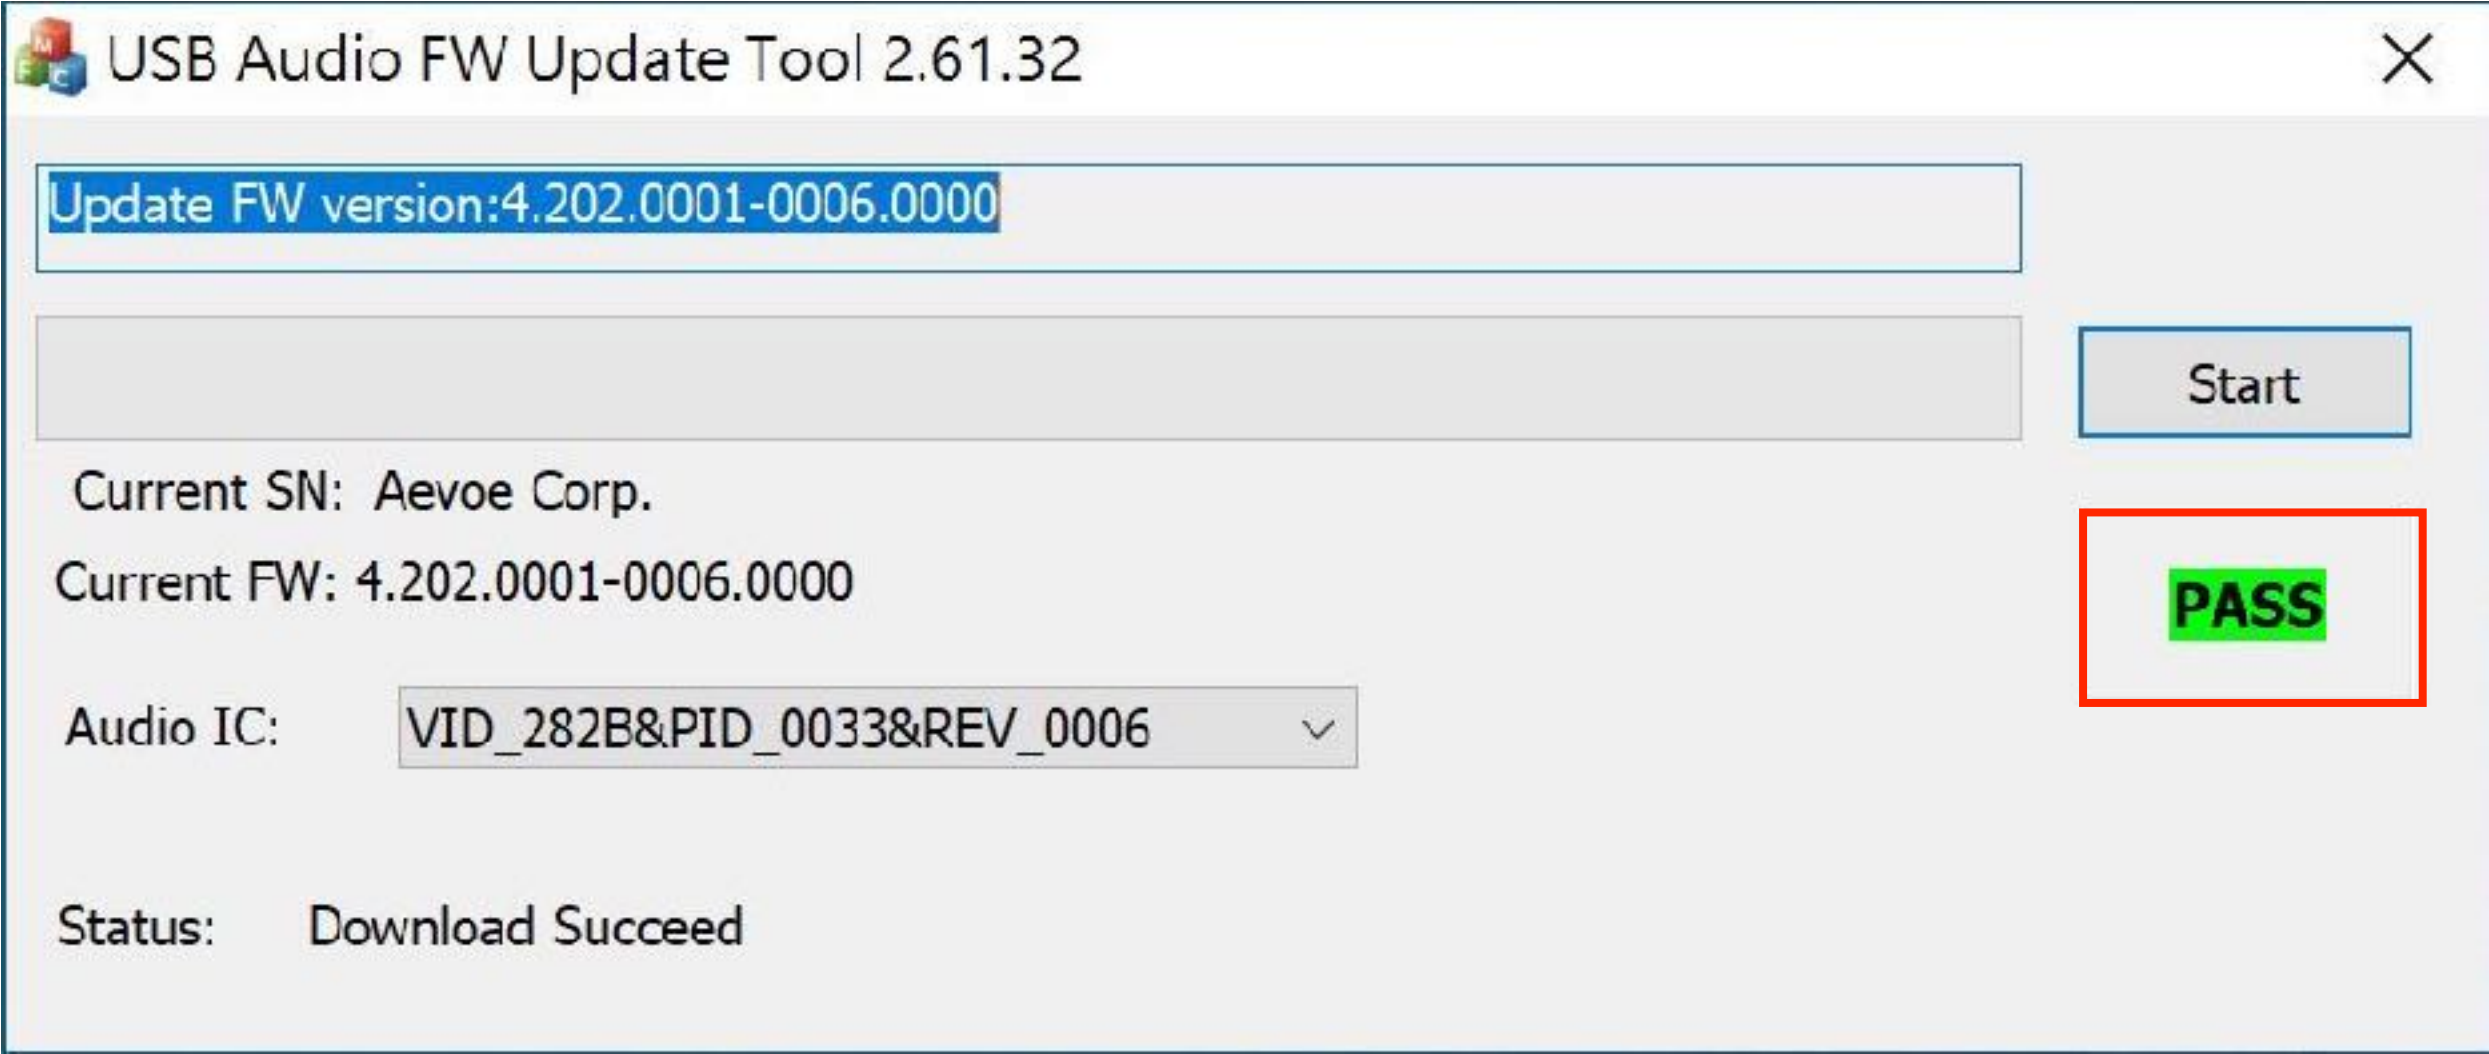 USB Audio FW Update Tool 2.61.32
Update FW version:4.202.0001-0006.0000
Start
Current SN: Aevoe Corp.
Current FW: 4.202.0001-0006.0000
PASS
Audio IC: VID_282B&PID_0033&REV_0006
Status: Download Succeed